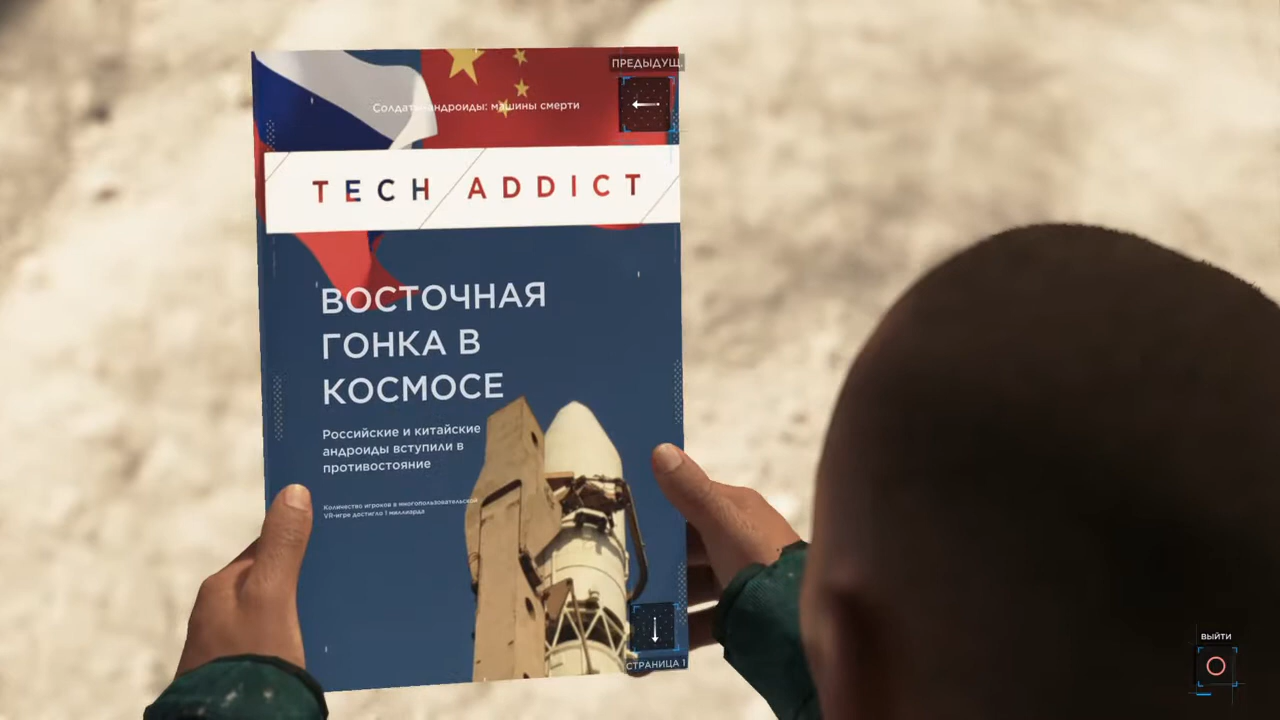 ПРЕДЫДУЩ.
Солдаты-андроиды: машины смерти
TECH ADDICT
ВОСТОЧНАЯ
ГОНКА В
КОСМОСЕ
Российские и китайские
андроиды вступили в
противостояние
Количество игроков в многопользовательской
VR-игре достигло 1 миллиарда
СТРАНИЦА 1
ВЫЙТИ